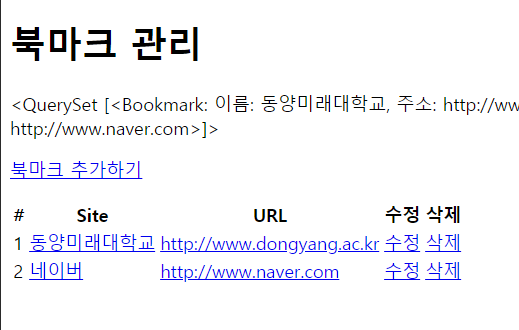 북마크 관리
<QuerySet [<Bookmark: 이름: 동양미래대학교, 주소: http://ww
http://www.naver.com>]>
북마크 추가하기
# Site URL 수정 삭제
1 동양미래대학교 http://www.dongyang.ac.kr 수정 삭제
2 네이버 http://www.naver.com 수정 삭제